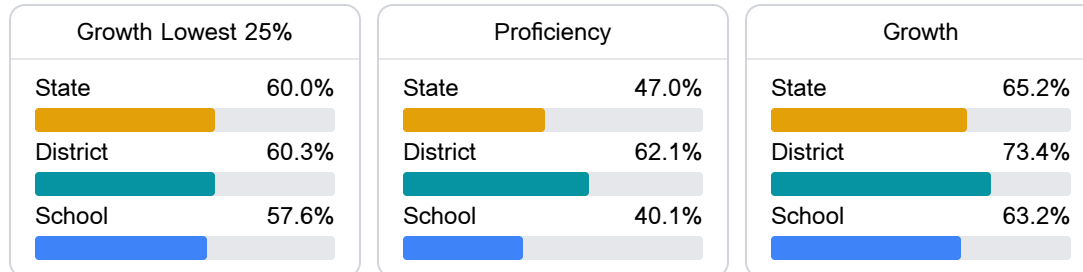 Growth Lowest 25%
State 60.0%
District 60.3%
School 57.6%
Proficiency
State 47.0%
District 62.1%
School 40.1%
Growth
State 65.2%
District 73.4%
School 63.2%